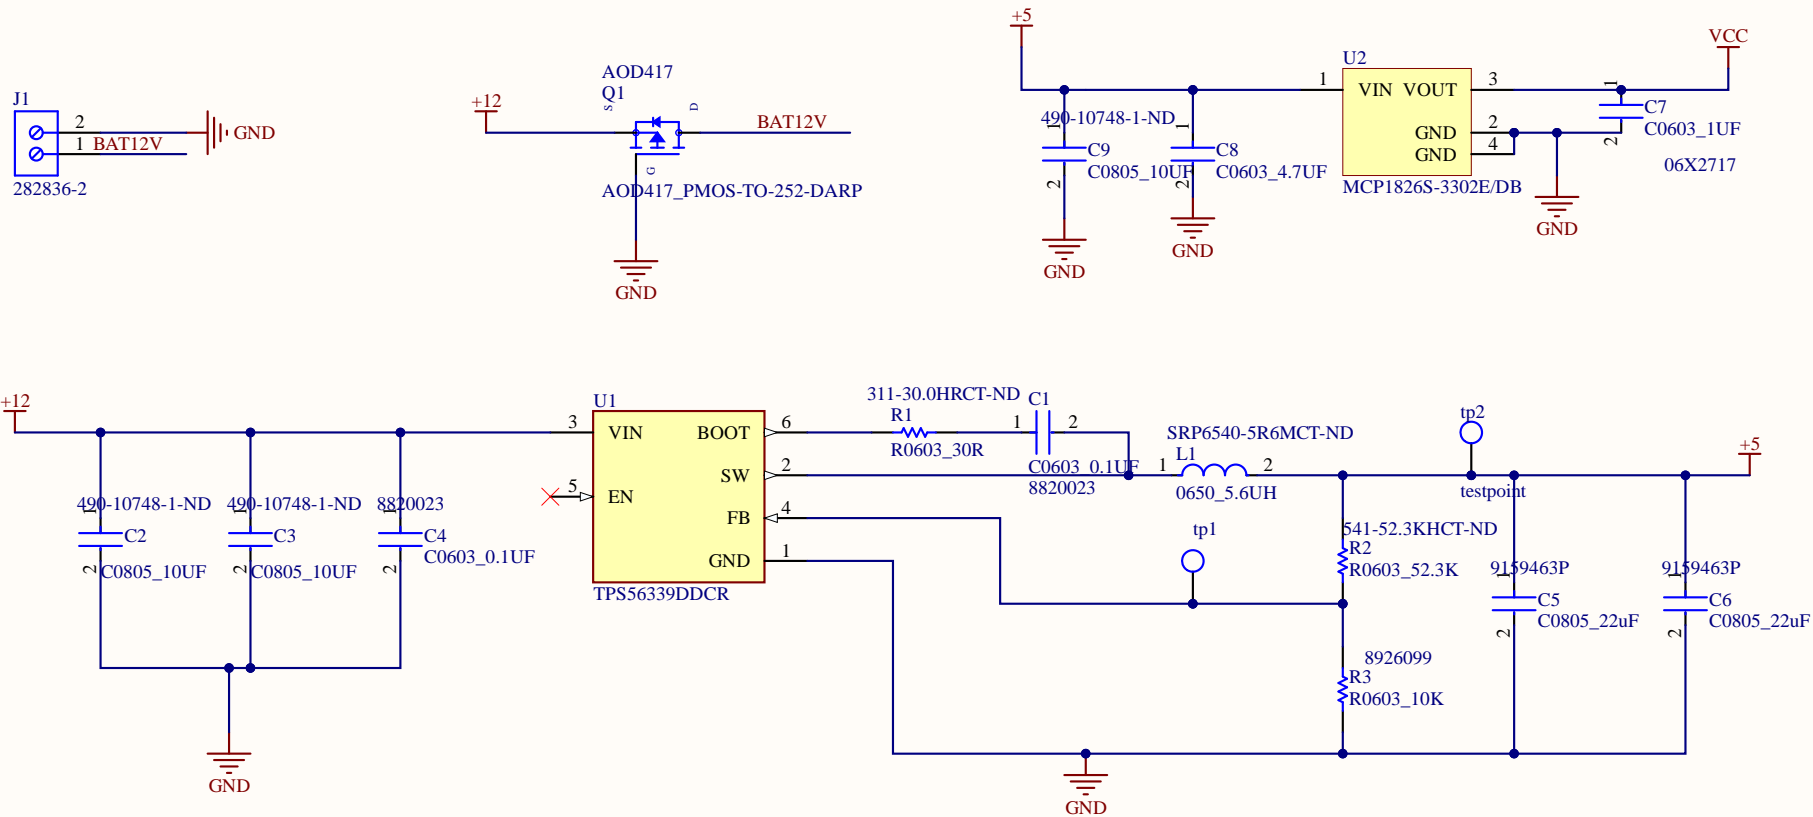 J1
2
1
BAT12V
GND
282836-2
+12
AOD417
Q1
S
D
G
BAT12V
AOD417_PMOS-TO-252-DARP
GND
+5
490-10748-1-ND
1
C9
C0805_10UF
2
GND
1
C8
C0603_4.7UF
2
GND
U2
1
VIN VOUT
3
GND
2
GND
4
MCP1826S-3302E/DB
GND
VCC
1
C7
C0603_1UF
2
06X2717
+12
490-10748-1-ND
1
C2
2
C0805_10UF
490-10748-1-ND
1
C3
2
C0805_10UF
8820023
1
C4
C0603_0.1UF
2
GND
U1
3
VIN
BOOT
6
SW
2
5
EN
FB
4
GND
1
TPS56339DDCR
311-30.0HRCT-ND
R1
R0603_30R
C1
1
2
C0603_0.1UF
8820023
SRP6540-5R6MCT-ND
L1
1
2
0650_5.6UH
tp2
testpoint
+5
tp1
541-52.3KHCT-ND
R2
R0603_52.3K
8926099
R3
R0603_10K
9159463P
1
C5
C0805_22uF
2
9159463P
1
C6
C0805_22uF
2
GND